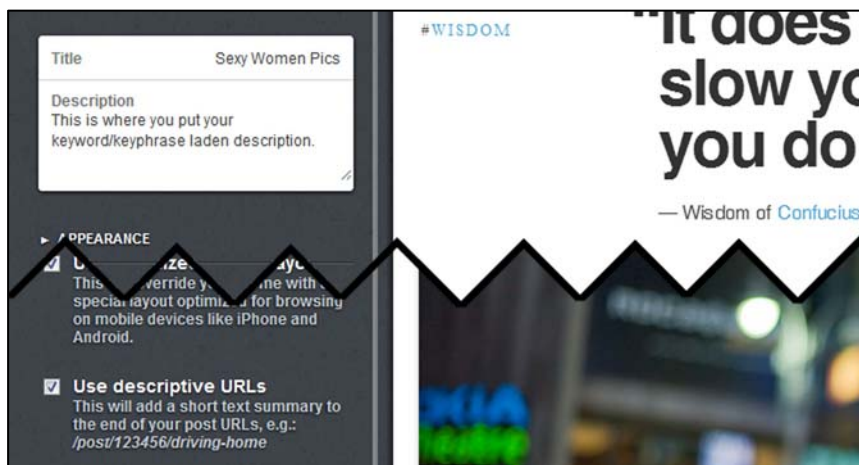 Title Sexy Women Pics
Description
This is where you put your
keyword/keyphrase laden description.
► APPEARANCE
This
special layout optimized for browsing
on mobile devices like iPhone and
Android.
Use descriptive URLs
This will add a short text summary to
the end of your post URLs, e.g.:
/post/123456/driving-home
#WISDOM
"It does
slow yo
you do
— Wisdom of Confucius